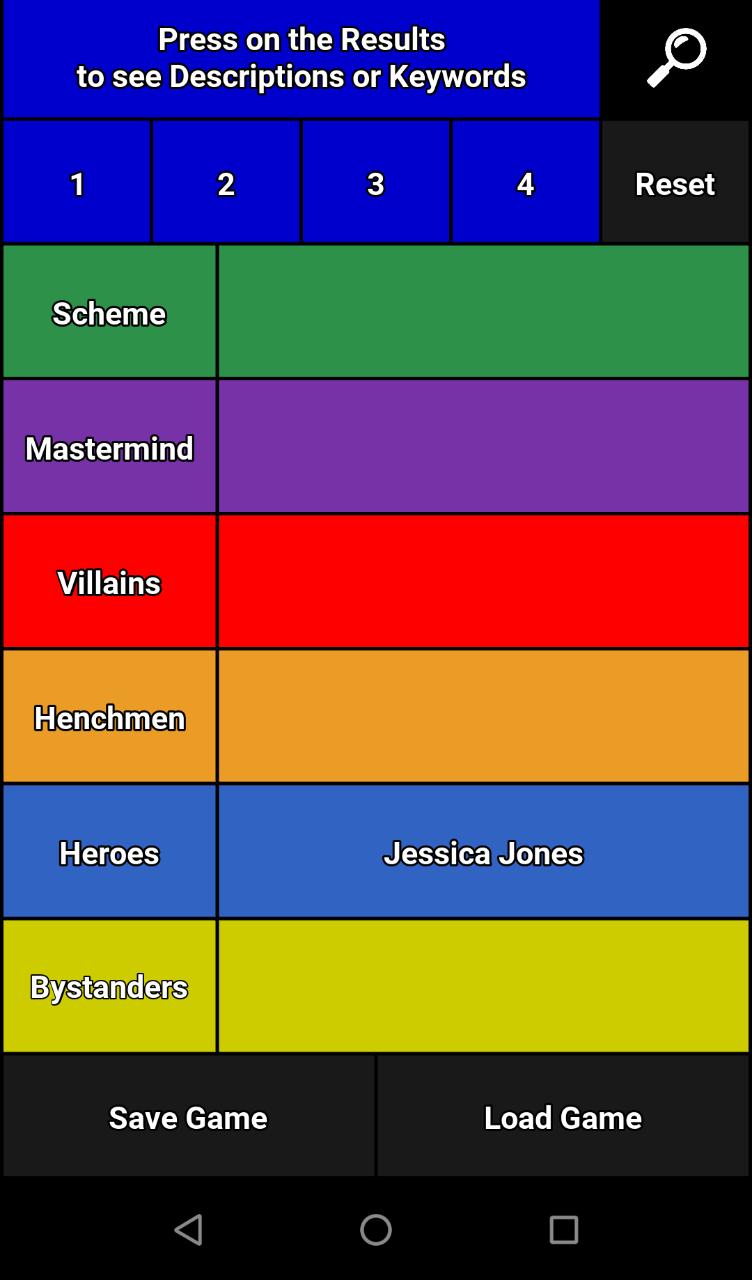 Press on the Results
to see Descriptions or Keywords
1 2 3 4 Reset
Scheme
Mastermind
Villains
Henchmen
Heroes Jessica Jones
Bystanders
Save Game Load Game